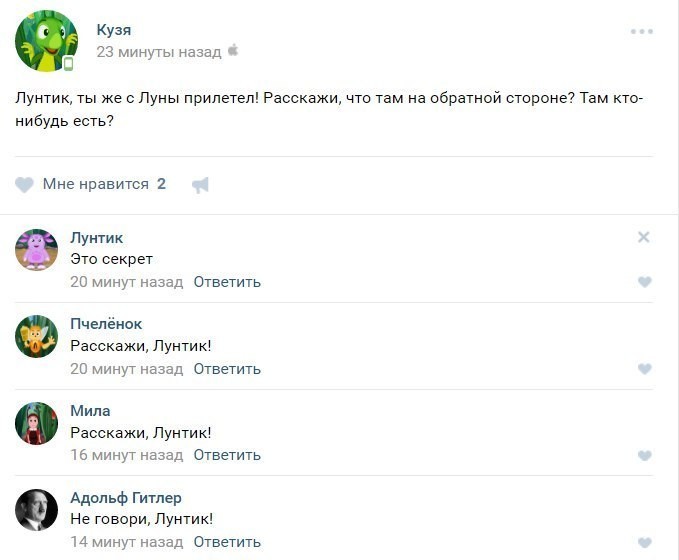 Кузя
23 минуты назад
Лунтик, ты же с Луны прилетел! Расскажи, что там на обратной стороне? Там кто-
нибудь есть?
Мне нравится 2
Лунтик
Это секрет
20 минут назад Ответить
Пчелёнок
Расскажи, Лунтик!
20 минут назад Ответить
Мила
Расскажи, Лунтик!
16 минут назад Ответить
Адольф Гитлер
Не говори, Лунтик!
14 минут назад Ответить